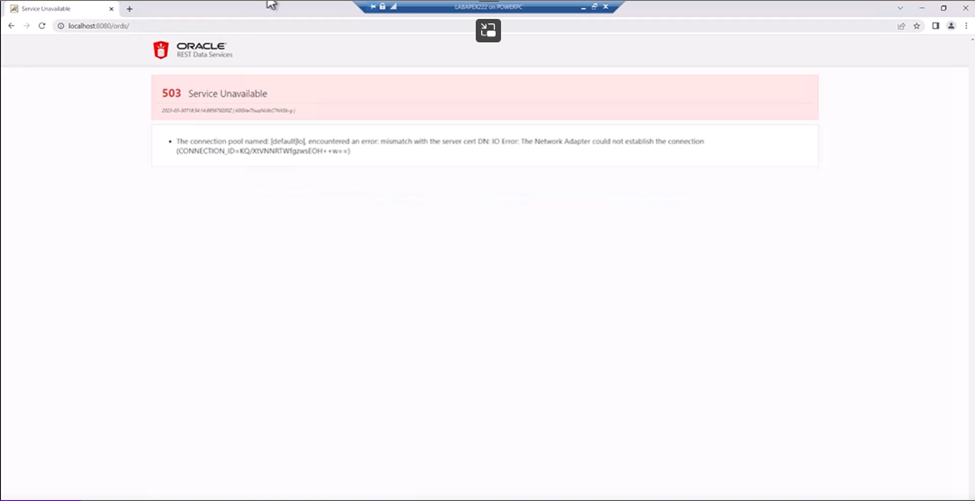 Service Unavailable
LABAPEX222 on POWERPC
localhost:8080/ords/
ORACLE
REST Data Services
503 Service Unavailable
The connection pool named: |default|lo|, encountered an error: mismatch with the server cert DN: IO Error: The Network Adapter could not establish the connection
(CONNECTION_ID=KQ/XtVNNRTWfgzwsEOH++w==)